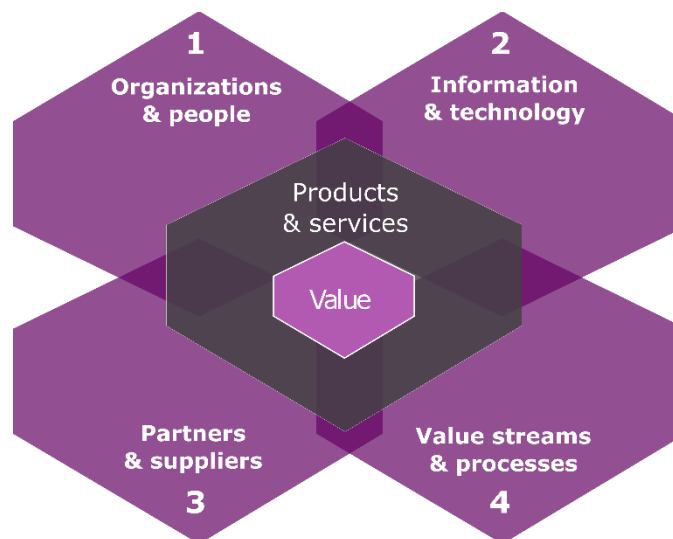 1
Organizations
& people
2
Information
& technology
Products
& services
Value
Partners
& suppliers
3
Value streams
& processes
4